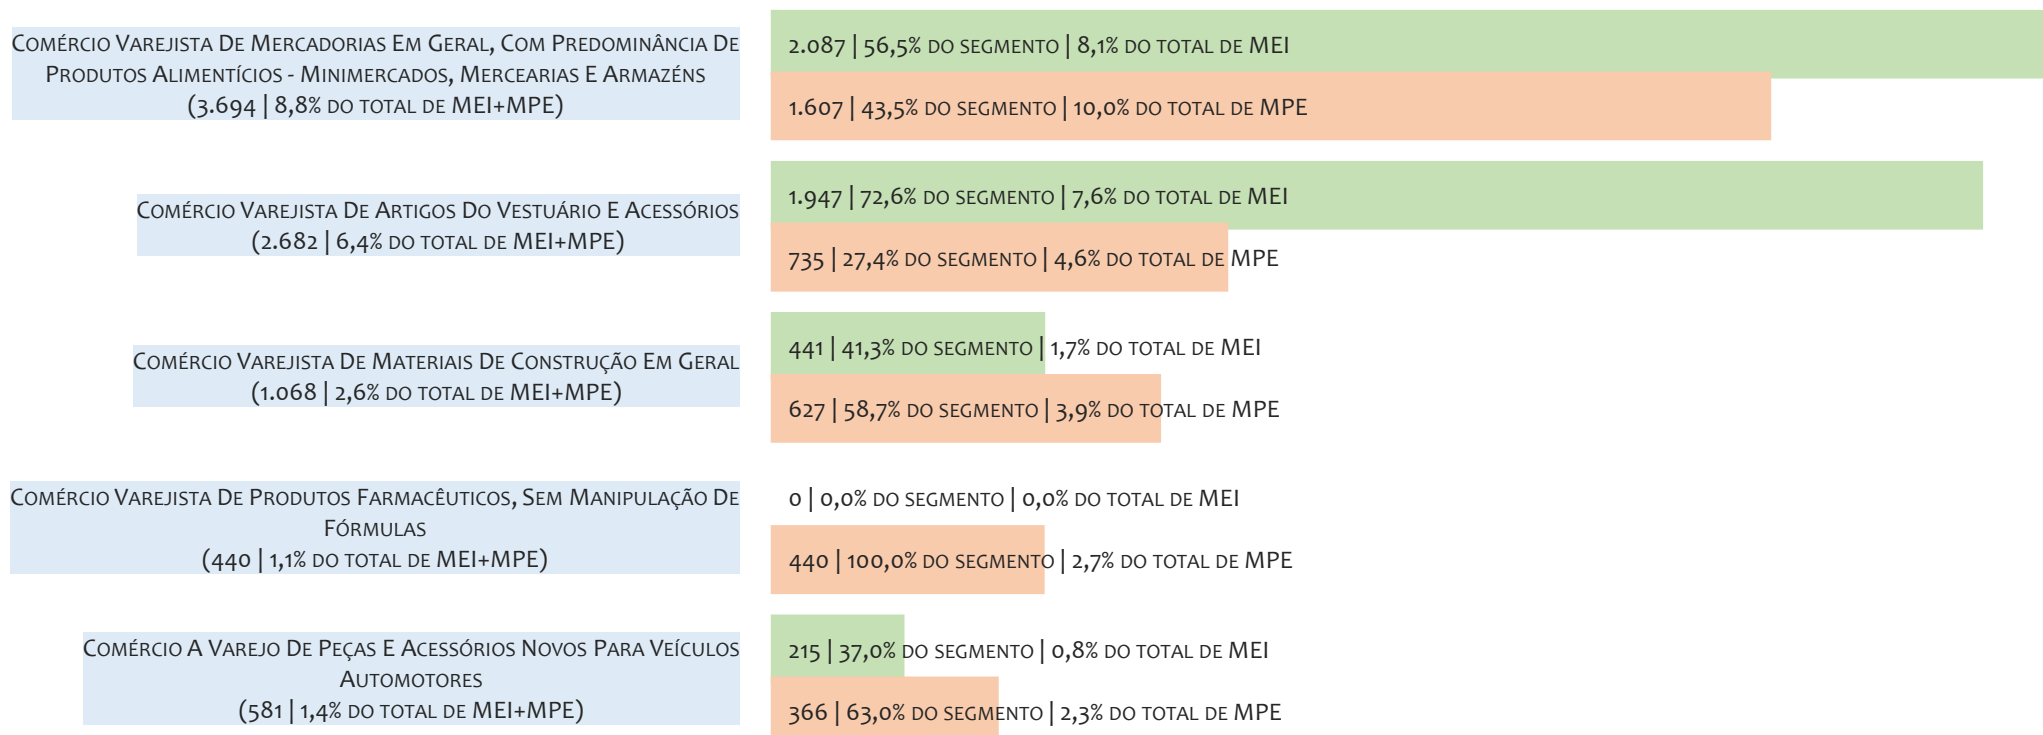 Comércio Varejista De Mercadorias Em Geral, Com Predominância De
Produtos Alimentícios - Minimercados, Mercearias E Armazéns
(3.694 | 8,8% do total de MEI+MPE)
2.087 | 56,5% do segmento | 8,1% do total de MEI
1.607 | 43,5% do segmento | 10,0% do total de MPE
Comércio Varejista De Artigos Do Vestuário E Acessórios
(2.682 | 6,4% do total de MEI+MPE)
1.947 | 72,6% do segmento | 7,6% do total de MEI
735 | 27,4% do segmento | 4,6% do total de MPE
Comércio Varejista De Materiais De Construção Em Geral
(1.068 | 2,6% do total de MEI+MPE)
441 | 41,3% do segmento | 1,7% do total de MEI
627 | 58,7% do segmento | 3,9% do total de MPE
Comércio Varejista De Produtos Farmacêuticos, Sem Manipulação De
Fórmulas
(440 | 1,1% do total de MEI+MPE)
0 | 0,0% do segmento | 0,0% do total de MEI
440 | 100,0% do segmento | 2,7% do total de MPE
Comércio A Varejo De Peças E Acessórios Novos Para Veículos
Automotores
(581 | 1,4% do total de MEI+MPE)
215 | 37,0% do segmento | 0,8% do total de MEI
366 | 63,0% do segmento | 2,3% do total de MPE